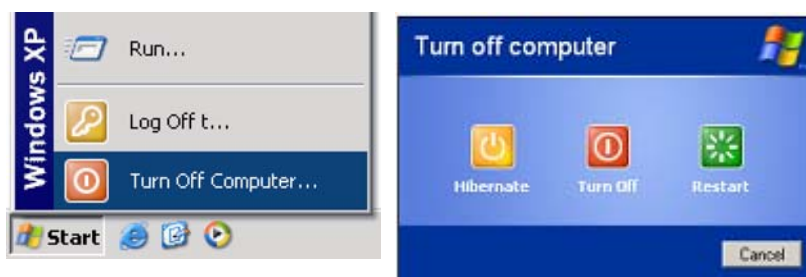 Windows XP
Run...
Log Off t...
Turn Off Computer...
Start
Turn off computer
Hibernate
Turn Off
Restart
Cancel